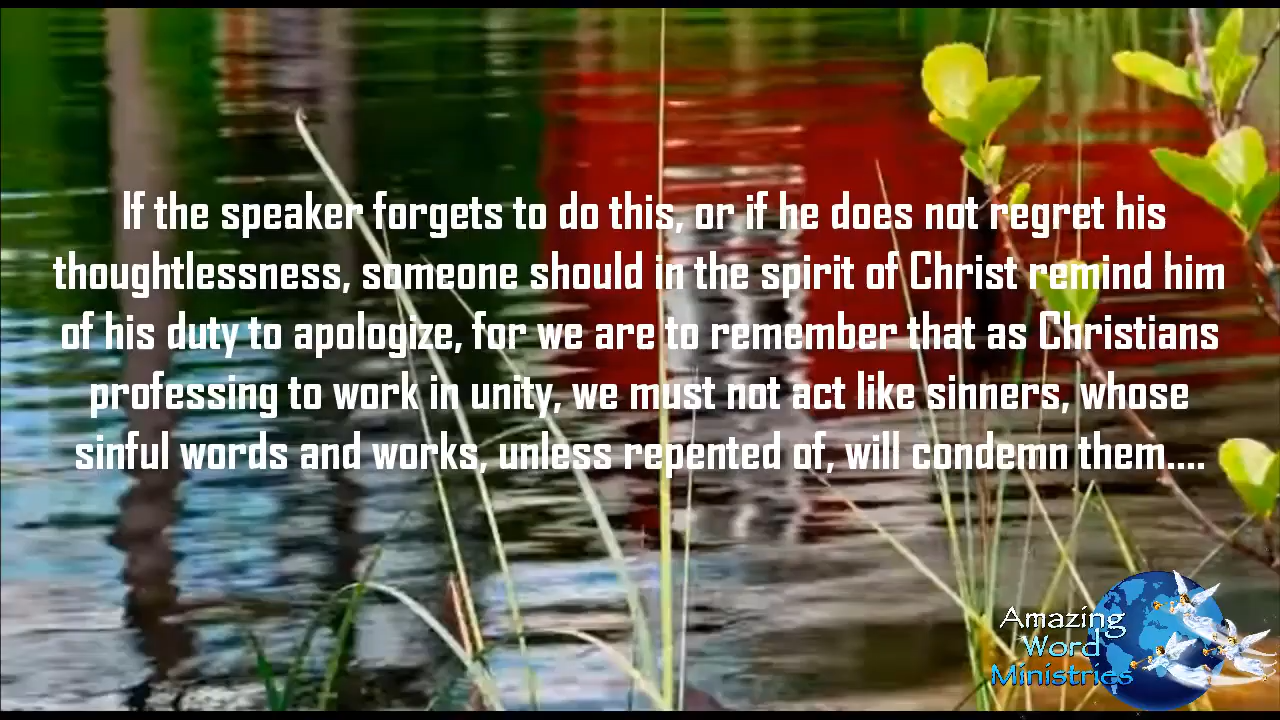 If the speaker forgets to do this, or if he does not regret his
thoughtlessness, someone should in the spirit of Christ remind him
of his duty to apologize, for we are to remember that as Christians
professing to work in unity, we must not act like sinners, whose
sinful words and works, unless repented of, will condemn them....
Amazing
Word
Ministries